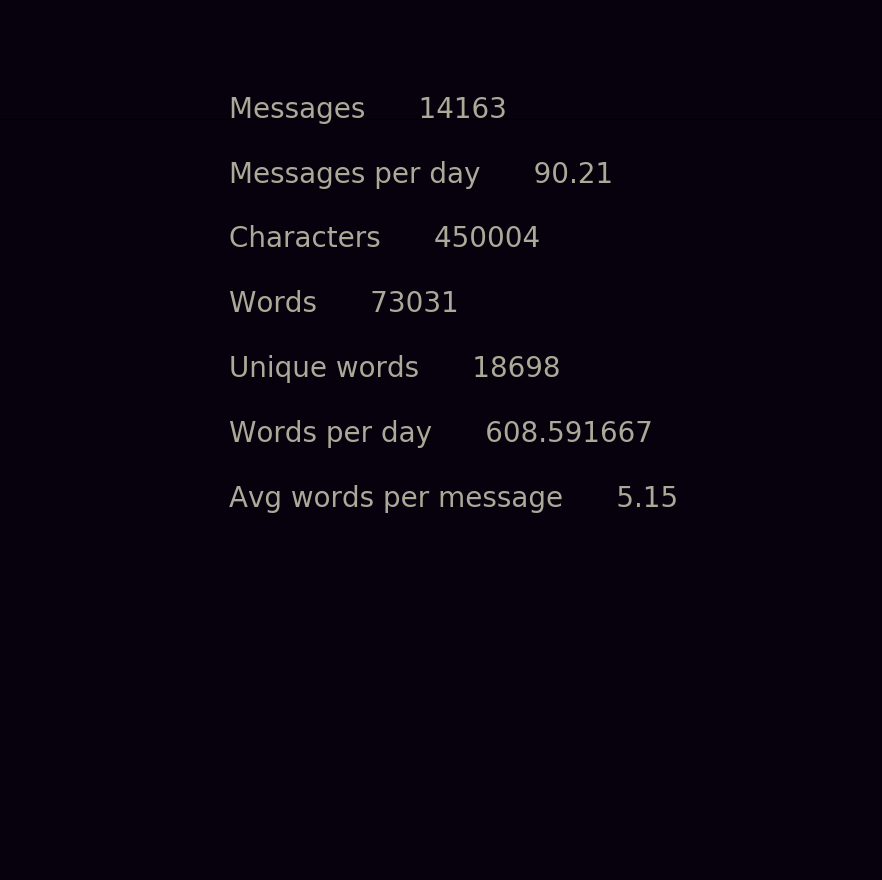 Messages 14163
Messages per day 90.21
Characters 450004
Words 73031
Unique words 18698
Words per day 608.591667
Avg words per message 5.15